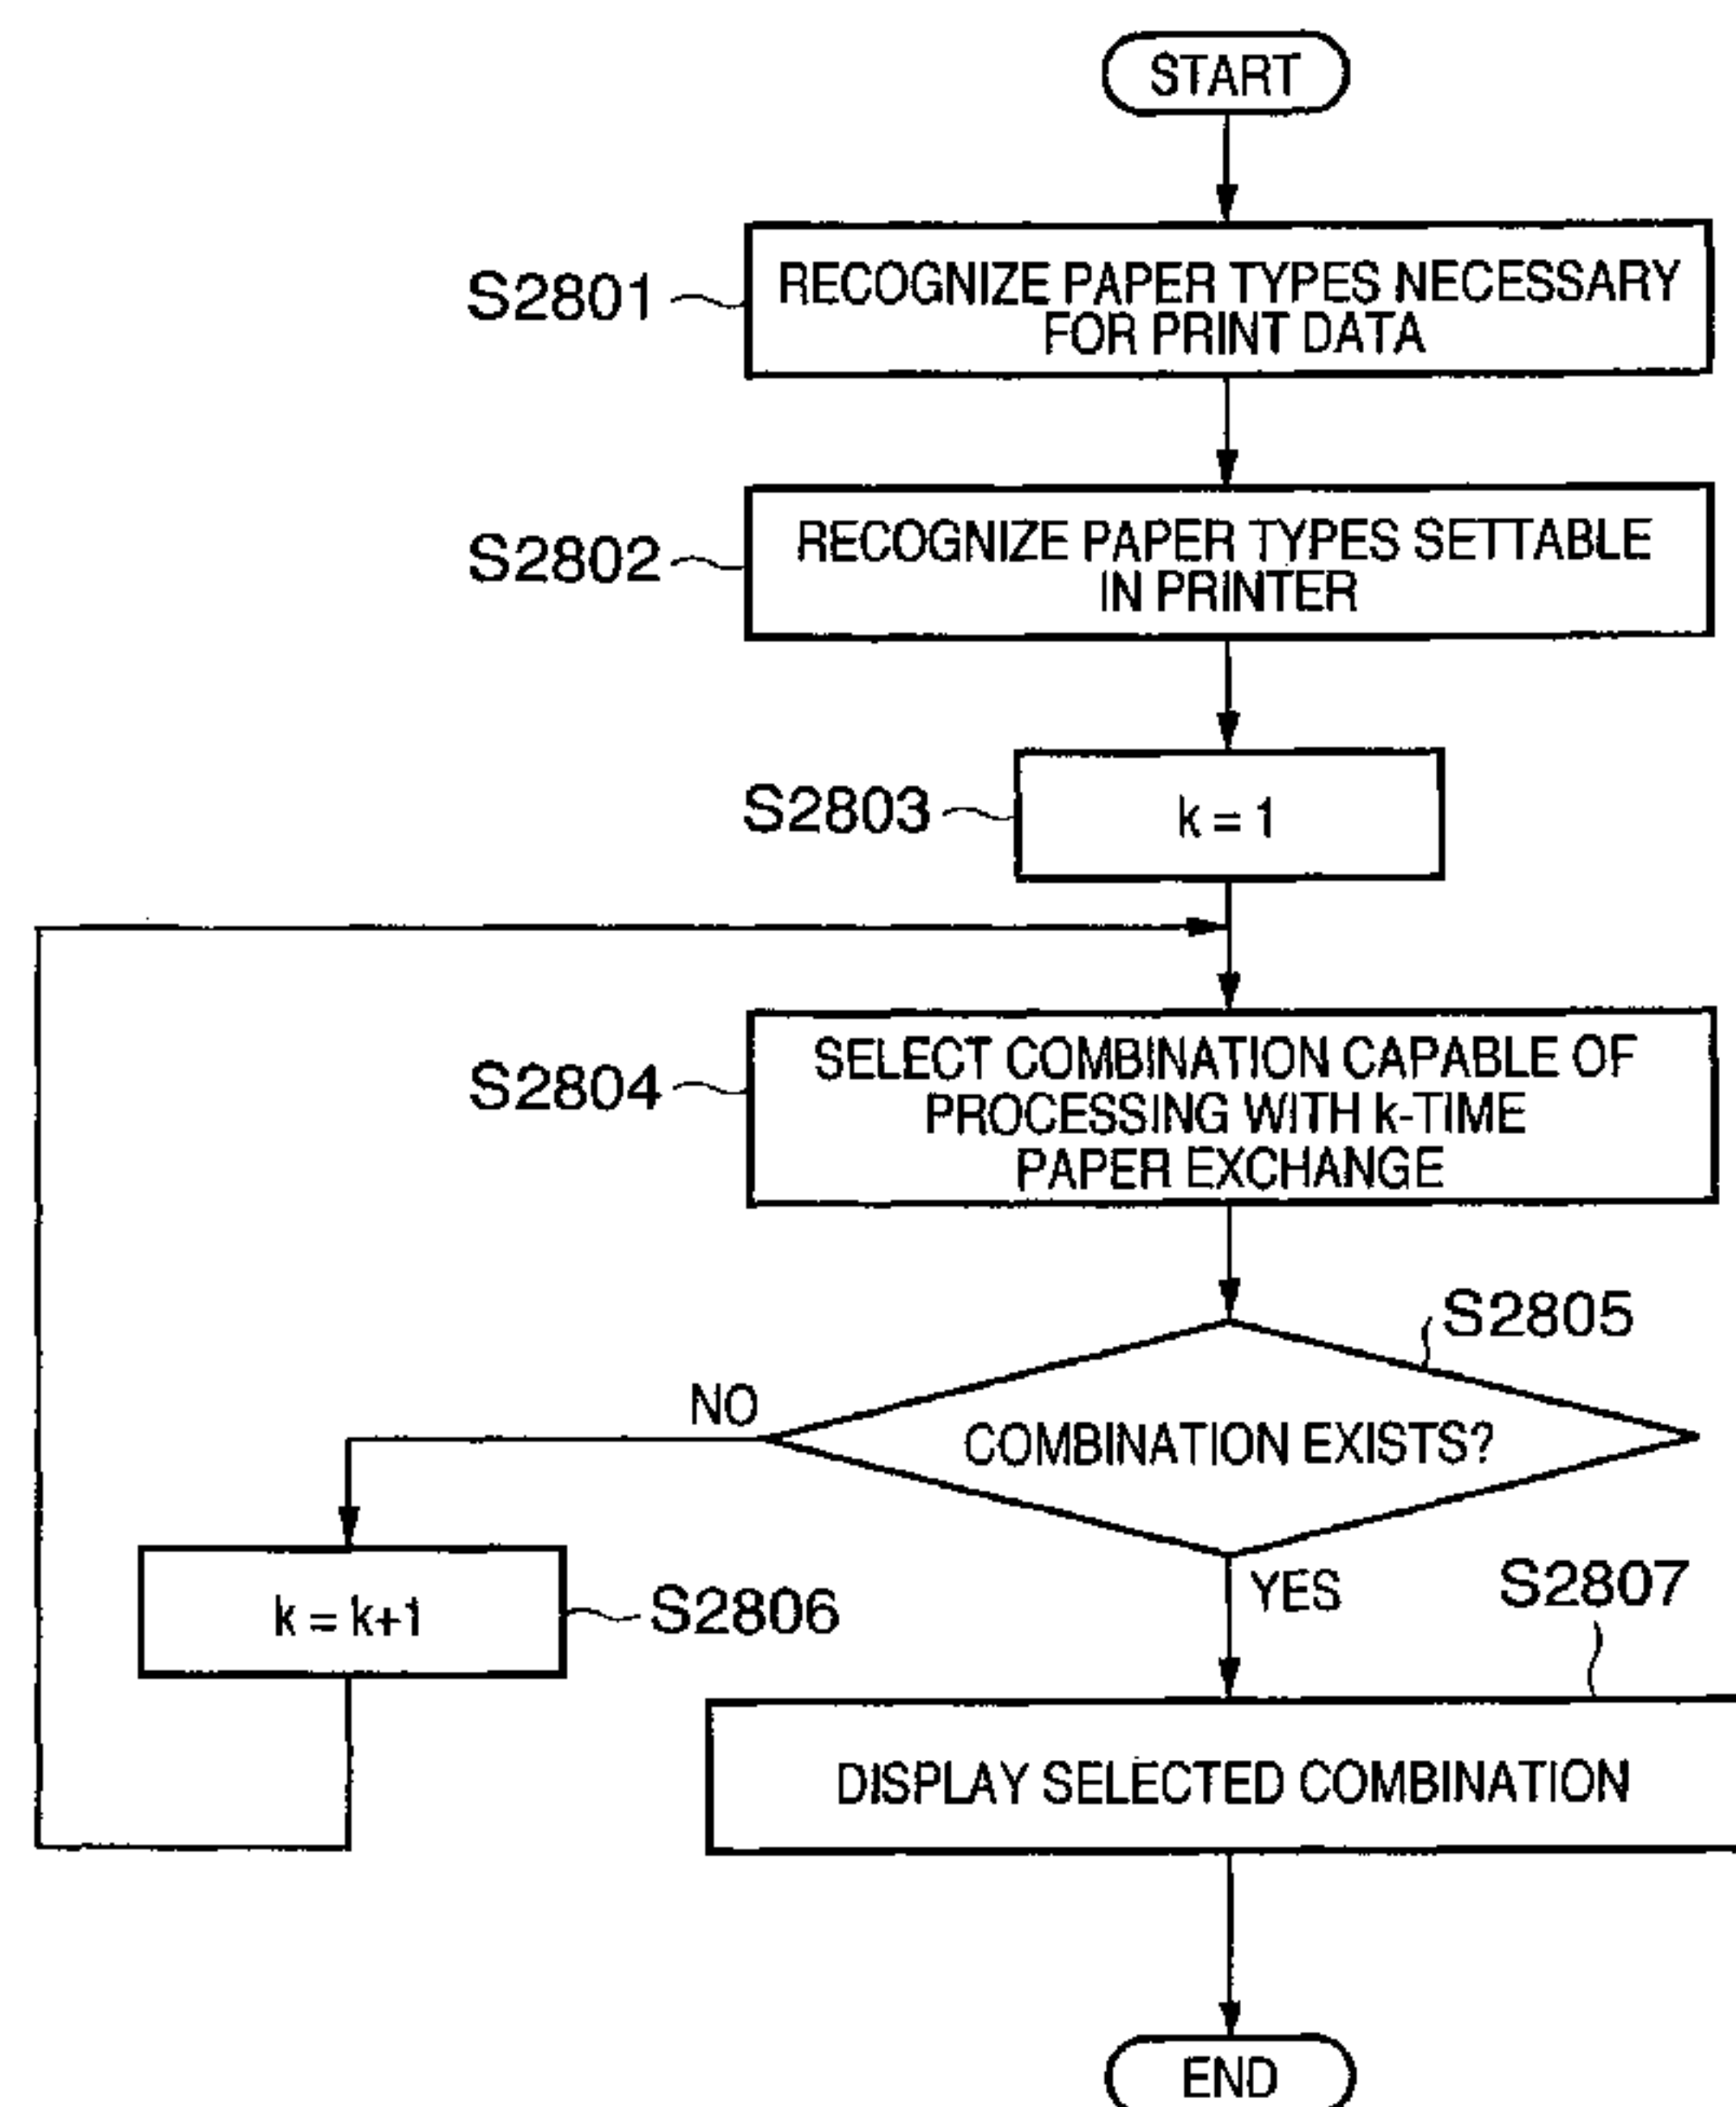 START
S2801
RECOGNIZE PAPER TYPES NECESSARY
FOR PRINT DATA
S2802
RECOGNIZE PAPER TYPES SETTABLE
IN PRINTER
S2803
k = 1
S2804
SELECT COMBINATION CAPABLE OF
PROCESSING WITH k-TIME
PAPER EXCHANGE
S2805
NO
COMBINATION EXISTS?
YES
S2807
k = k+1
S2806
DISPLAY SELECTED COMBINATION
END